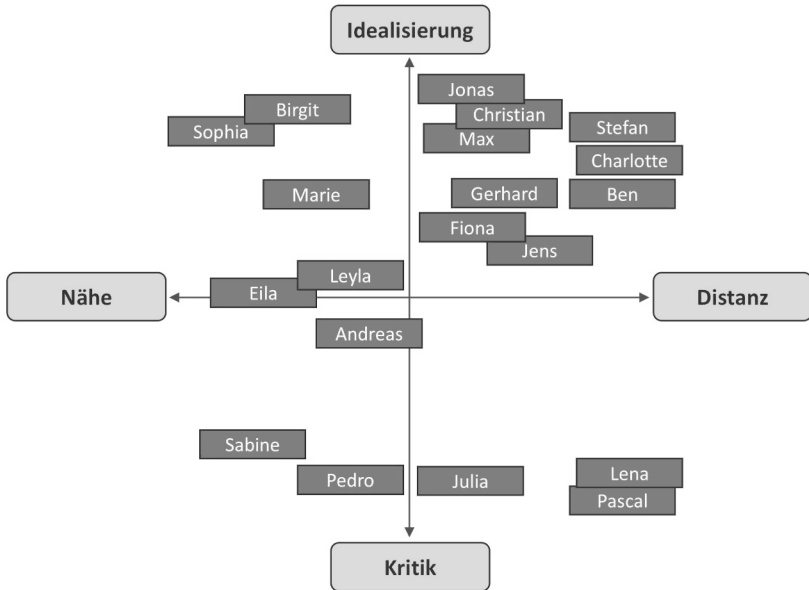 Idealisierung
Jonas
Birgit
Christian
Sophia
Stefan
Max
Charlotte
Marie
Gerhard
Ben
Fiona
Jens
Leyla
Nähe
Eila
Distanz
Andreas
Sabine
Lena
Pedro
Julia
Pascal
Kritik